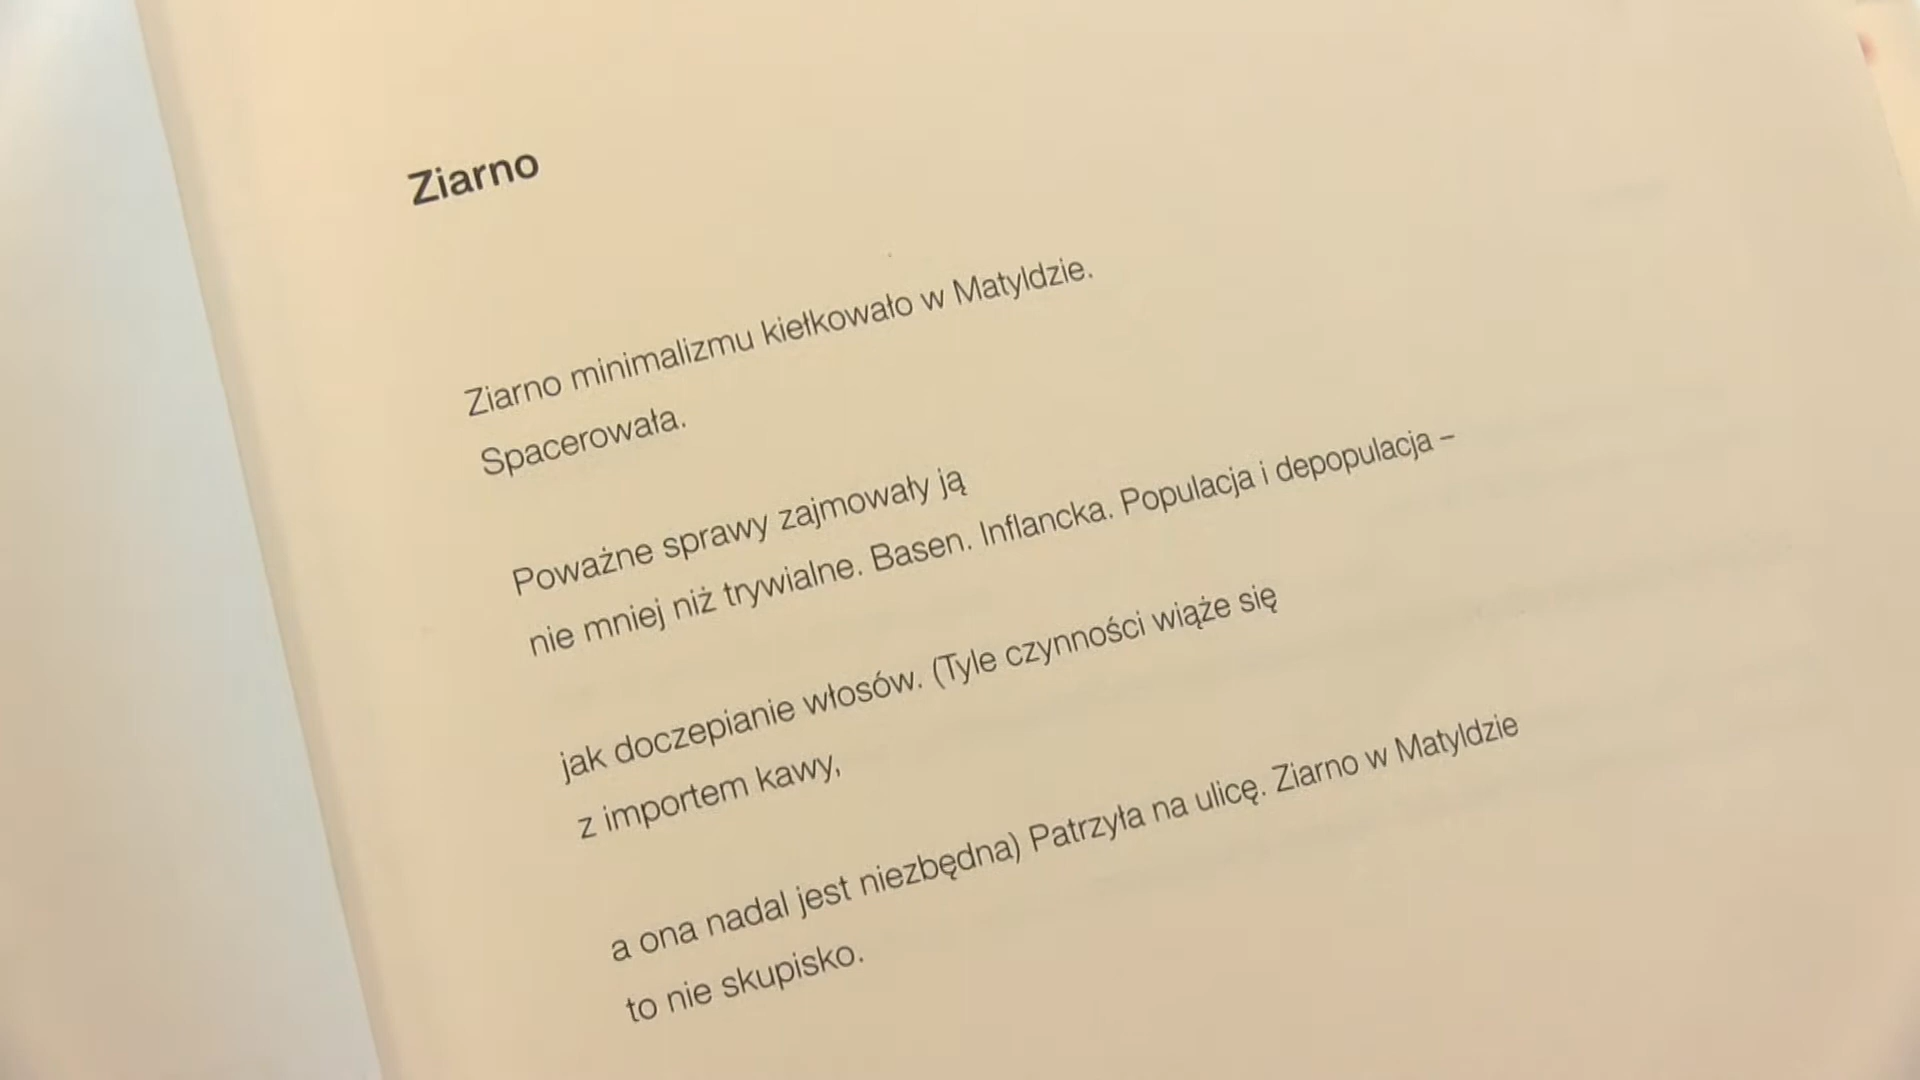 Ziarno
Ziarno minimalizmu kiełkowało w Matyldzie.
Spacerowała.
Poważne sprawy zajmowały ją
nie mniej niż trywialne. Basen. Inflancka. Populacja i depopulacja –
jak doczepianie włosów. (Tyle czynności wiąże się
z importem kawy,
a ona nadal jest niezbędna) Patrzyła na ulicę. Ziarno w Matyldzie
to nie skupisko.